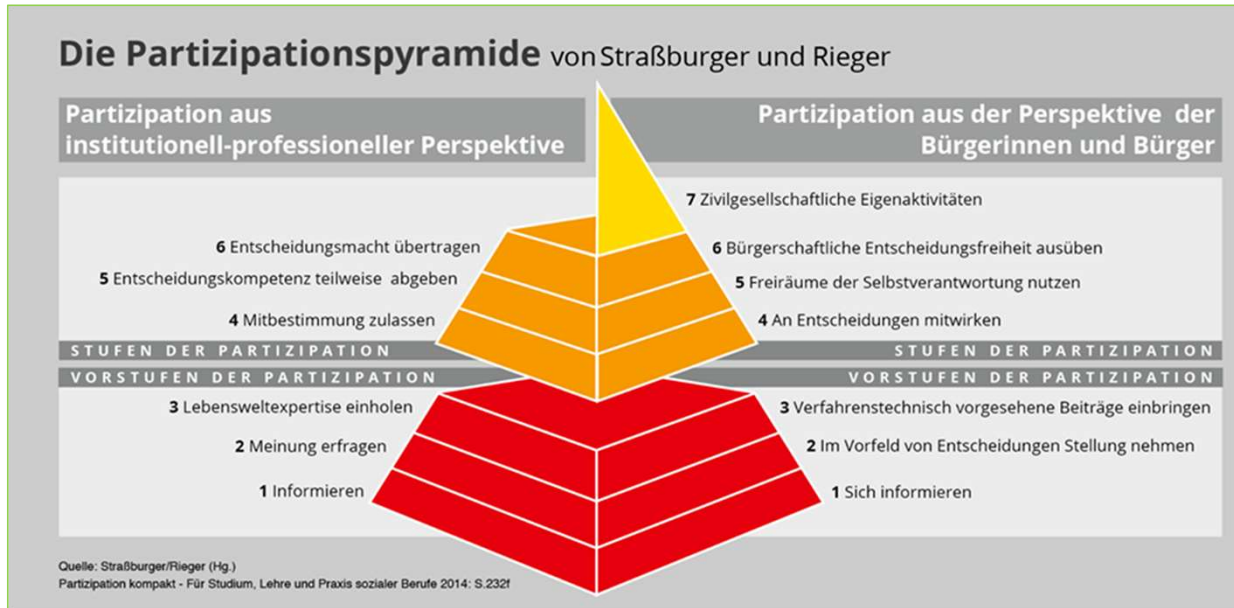 Die Partizipationspyramide von Straßburger und Rieger
Partizipation aus
institutionell-professioneller Perspektive
Partizipation aus der Perspektive der
Bürgerinnen und Bürger
7 Zivilgesellschaftliche Eigenaktivitäten
6 Entscheidungsmacht übertragen
6 Bürgerschaftliche Entscheidungsfreiheit ausüben
5 Entscheidungskompetenz teilweise abgeben
5 Freiräume der Selbstverantwortung nutzen
4 Mitbestimmung zulassen
4 An Entscheidungen mitwirken
STUFEN DER PARTIZIPATION
STUFEN DER PARTIZIPATION
VORSTUFEN DER PARTIZIPATION
VORSTUFEN DER PARTIZIPATION
3 Lebensweltexpertise einholen
3 Verfahrenstechnisch vorgesehene Beiträge einbringen
2 Meinung erfragen
2 Im Vorfeld von Entscheidungen Stellung nehmen
1 Informieren
1 Sich informieren
Quelle: Straßburger/Rieger (Hg.)
Partizipation kompakt - Für Studium, Lehre und Praxis sozialer Berufe 2014: S.232f